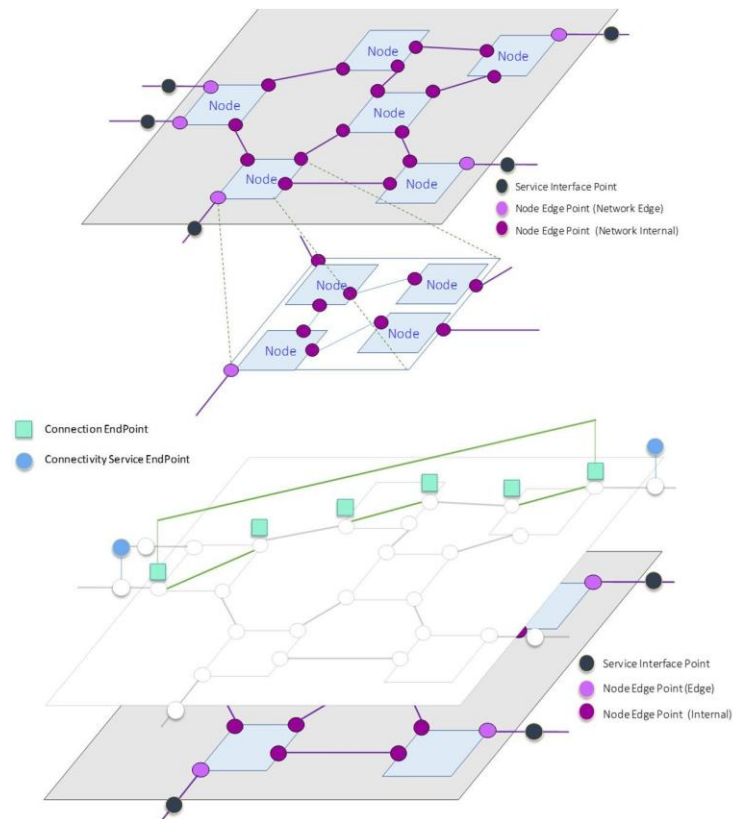 Node
Node
Node
Node
Node
Node
Node
Service Interface Point
Node Edge Point (Network Edge)
Node Edge Point (Network Internal)
Node
Node
Node
Node
Connection EndPoint
Connectivity Service EndPoint
Service Interface Point
Node Edge Point (Edge)
Node Edge Point (Internal)